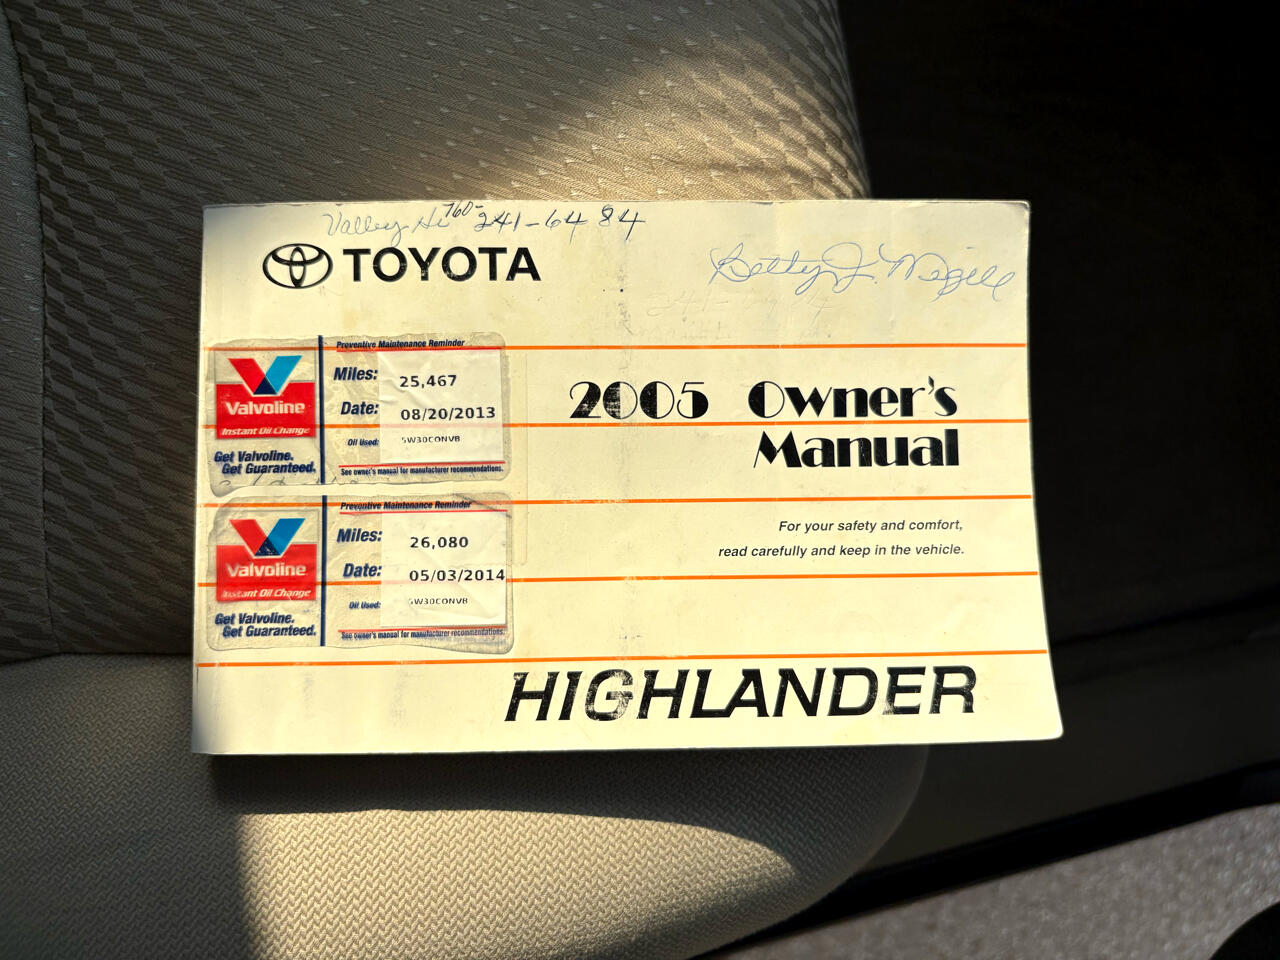 Valley Hi 760-241-6484
TOYOTA
Betty J. Megill
Preventive Maintenance Reminder
Miles: 25,467
Date: 08/20/2013
Oil Used: 5W30CONVB
See owner's manual for manufacturer recommendations.
Valvoline
Instant Oil Change
Get Valvoline.
Get Guaranteed.
Preventive Maintenance Reminder
Miles: 26,080
Date: 05/03/2014
Oil Used: 5W30CONVB
See owner's manual for manufacturer recommendations.
Valvoline
Instant Oil Change
Get Valvoline.
Get Guaranteed.
2005 Owner's
Manual
For your safety and comfort,
read carefully and keep in the vehicle.
HIGHLANDER